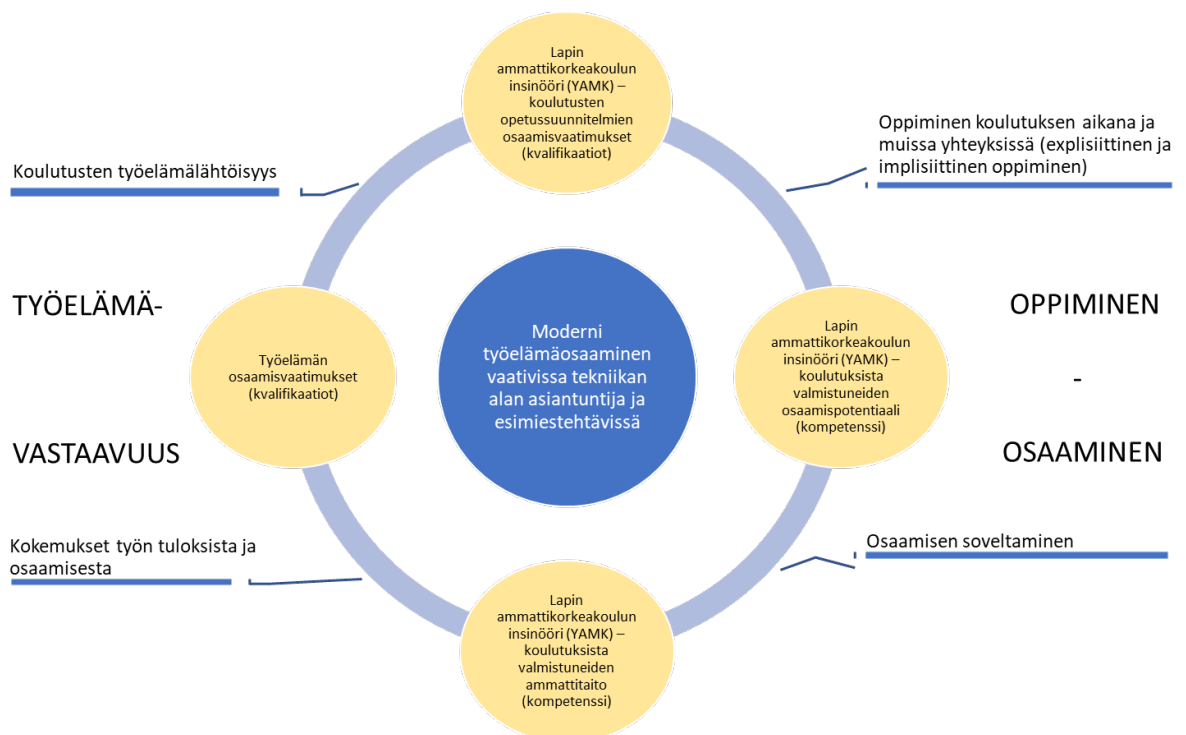 Lapin
ammattikorkeakoulun
insinööri (YAMK) –
koulutusten
opetussuunnitelmien
osaamisvaatimukset
(kvalifikaatiot)
Koulutusten työelämälähtöisyys
Oppiminen koulutuksen aikana ja
muissa yhteyksissä (explisiittinen ja
implisiittinen oppiminen)
TYÖELÄMÄ-
VASTAAVUUS
Työelämän
osaamisvaatimukset
(kvalifikaatiot)
Moderni
työelämäosaaminen
vaativissa tekniikan
alan asiantuntija ja
esimiestehtävissä
Lapin
ammattikorkeakoulun
insinööri (YAMK) –
koulutuksista
valmistuneiden
osaamispotentiaali
(kompetenssi)
OPPIMINEN
-
OSAAMINEN
Kokemukset työn tuloksista ja
osaamisesta
Osaamisen soveltaminen
Lapin
ammattikorkeakoulun
insinööri (YAMK) –
koulutuksista
valmistuneiden
ammattitaito
(kompetenssi)